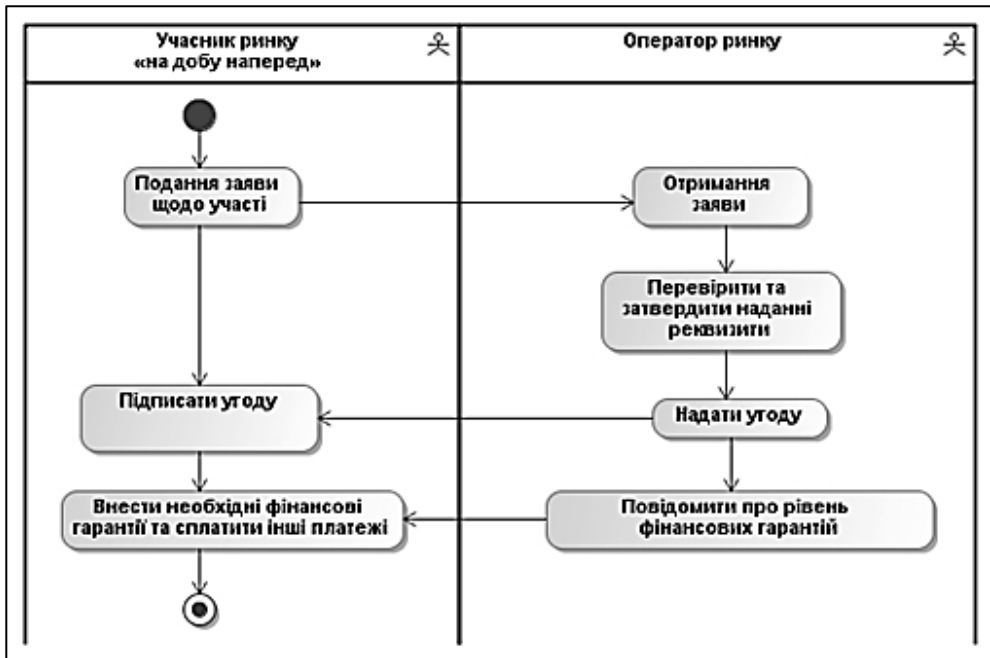 Учасник ринку
«на добу наперед»
Оператор ринку
Подання заяви
щодо участі
Отримання
заяви
Перевірити та
затвердити наданні
реквизити
Підписати угоду
Надати угоду
Внести необхідні фінансові
гарантії та сплатити інші платежі
Повідомити про рівень
фінансових гарантій